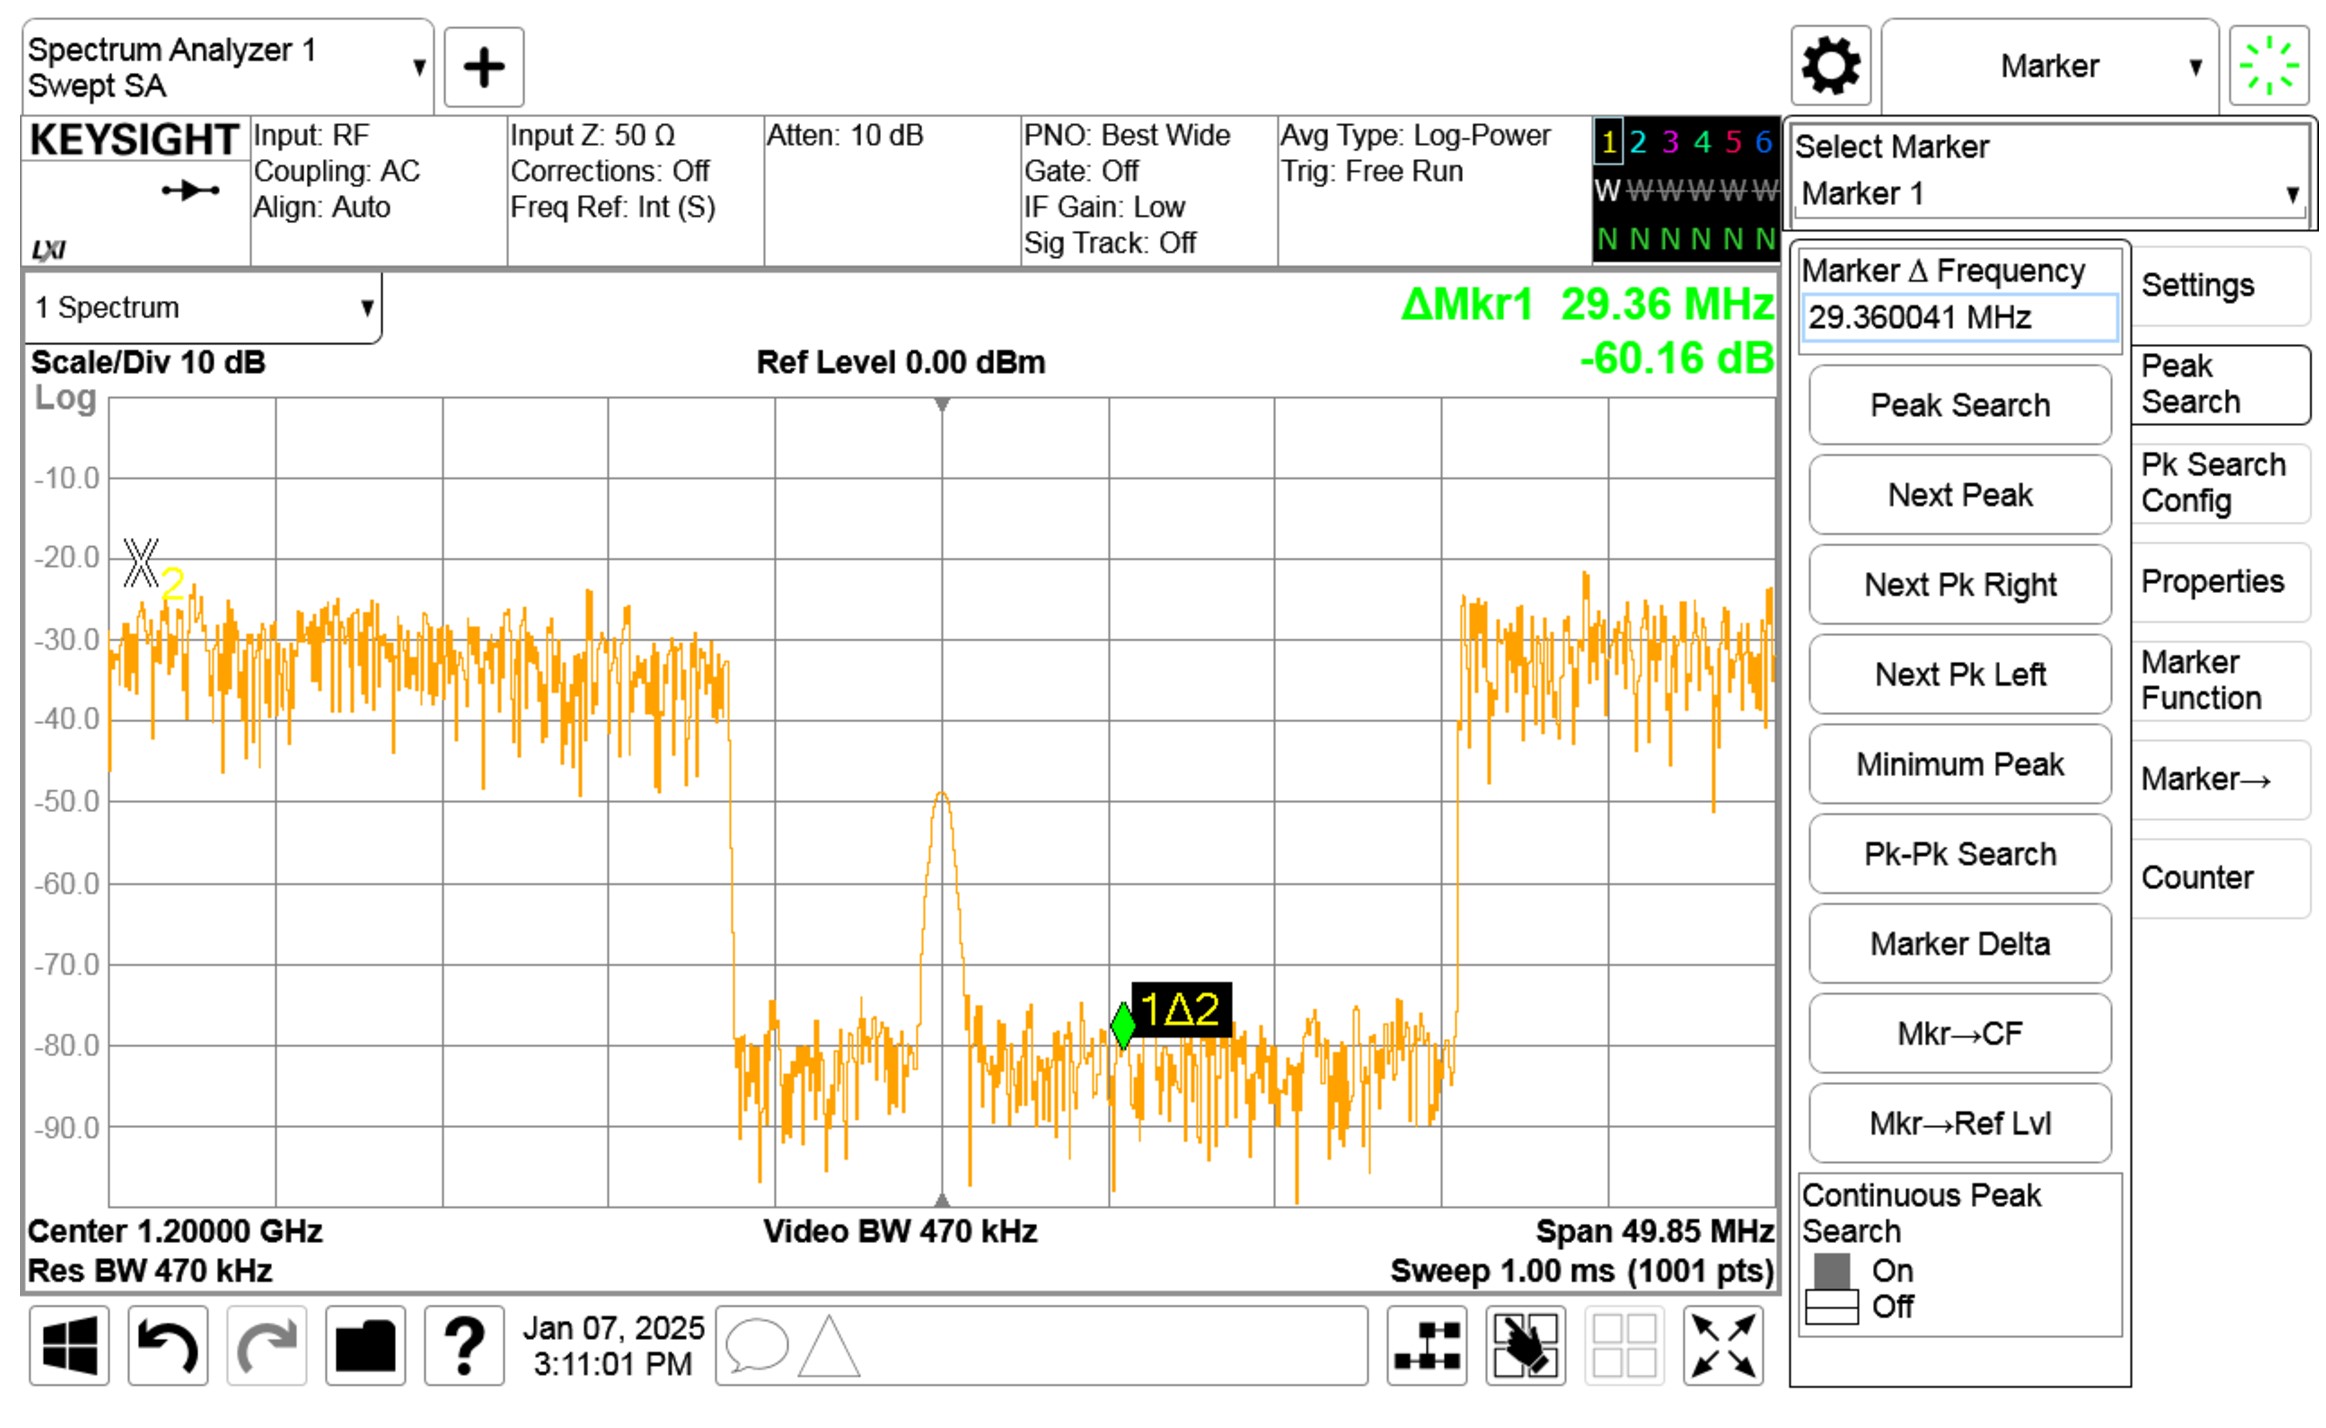 Spectrum Analyzer 1
Swept SA
Marker
KEYSIGHT
LXI
Input: RF
Coupling: AC
Align: Auto
Input Z: 50 Ω
Corrections: Off
Freq Ref: Int (S)
Atten: 10 dB
PNO: Best Wide
Gate: Off
IF Gain: Low
Sig Track: Off
Avg Type: Log-Power
Trig: Free Run
1 2 3 4 5 6
W W W W W W
N N N N N N
Select Marker
Marker 1
1 Spectrum
ΔMkr1 29.36 MHz
-60.16 dB
Scale/Div 10 dB
Ref Level 0.00 dBm
Log
-10.0
-20.0
-30.0
-40.0
-50.0
-60.0
-70.0
-80.0
-90.0
X2
1Δ2
Center 1.20000 GHz
Video BW 470 kHz
Span 49.85 MHz
Res BW 470 kHz
Sweep 1.00 ms (1001 pts)
Marker Δ Frequency
29.360041 MHz
Peak Search
Next Peak
Next Pk Right
Next Pk Left
Minimum Peak
Pk-Pk Search
Marker Delta
Mkr→CF
Mkr→Ref Lvl
Continuous Peak
Search
On
Off
Settings
Peak
Search
Pk Search
Config
Properties
Marker
Function
Marker→
Counter
?
Jan 07, 2025
3:11:01 PM